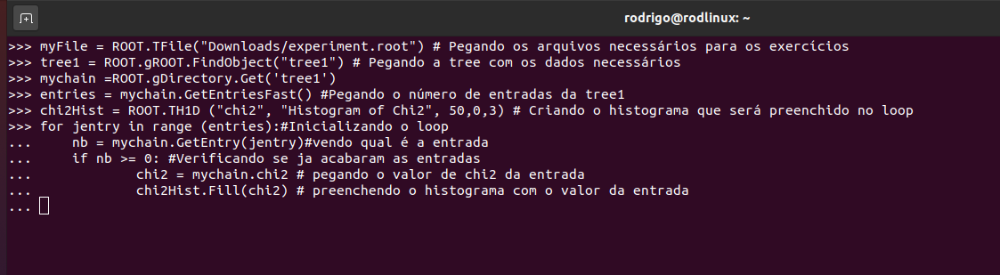 rodrigo@rodlinux: ~
>>> myFile = ROOT.TFile("Downloads/experiment.root") # Pegando os arquivos necessários para os exercícios
>>> tree1 = ROOT.gROOT.FindObject("tree1") # Pegando a tree com os dados necessários
>>> mychain =ROOT.gDirectory.Get('tree1')
>>> entries = mychain.GetEntriesFast() #Pegando o número de entradas da tree1
>>> chi2Hist = ROOT.TH1D ("chi2", "Histogram of Chi2", 50,0,3) # Criando o histograma que será preenchido no loop
>>> for jentry in range (entries):#Inicializando o loop
...     nb = mychain.GetEntry(jentry)#vendo qual é a entrada
...     if nb >= 0: #Verificando se ja acabaram as entradas
...             chi2 = mychain.chi2 # pegando o valor de chi2 da entrada
...             chi2Hist.Fill(chi2) # preenchendo o histograma com o valor da entrada
...